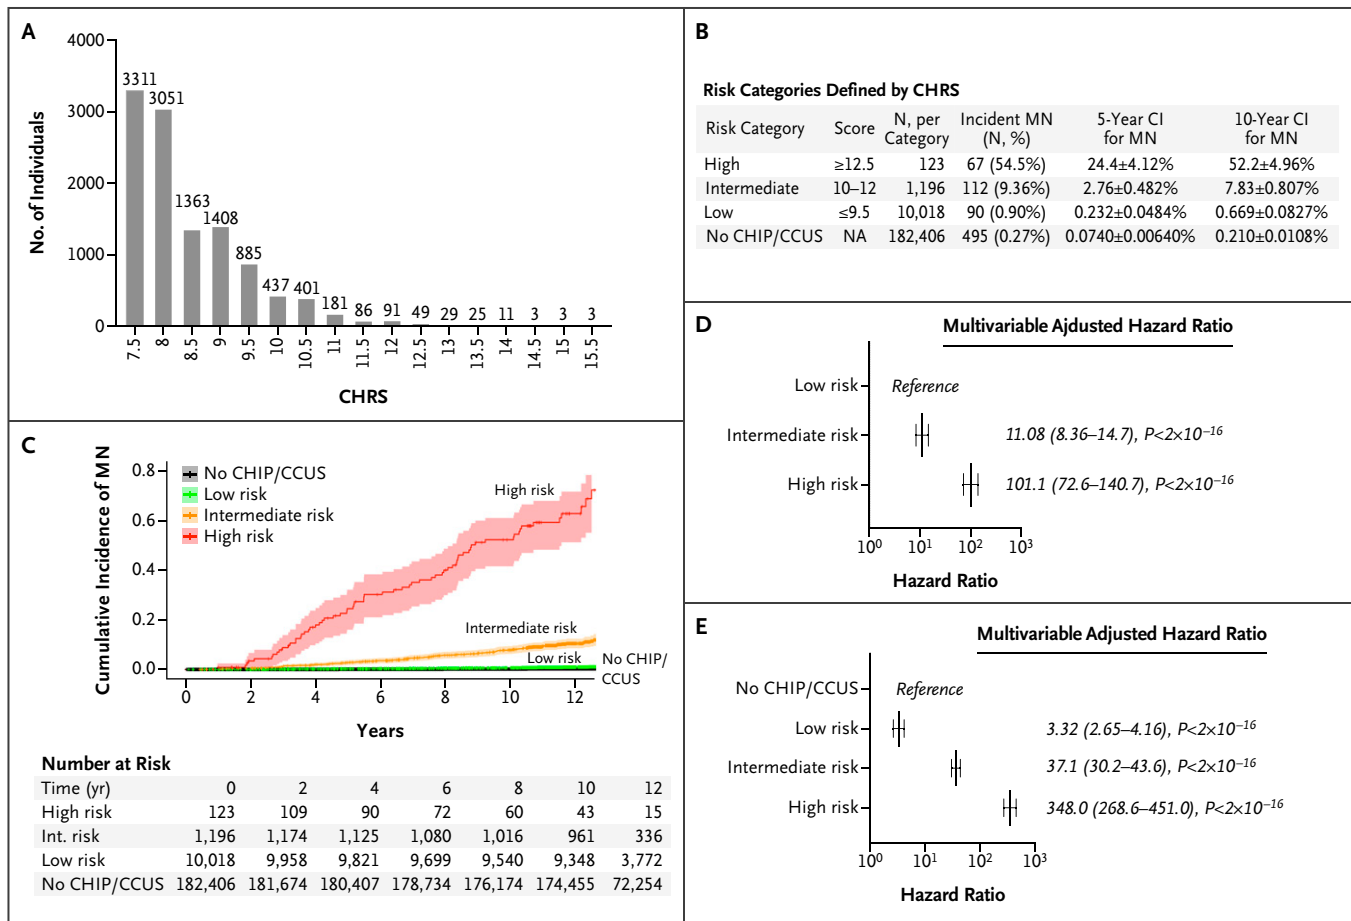 A
No. of Individuals
4000
3000
2000
1000
0
3311
3051
1363
1408
885
437
401
181
86
91
49
29
25
11
3
3
3
7.5
8
8.5
9
9.5
10
10.5
11
11.5
12
12.5
13
13.5
14
14.5
15
15.5
CHRS
B
Risk Categories Defined by CHRS
Risk Category Score N, per Category Incident MN (N, %) 5-Year CI for MN 10-Year CI for MN
High ≥12.5 123 67 (54.5%) 24.4±4.12% 52.2±4.96%
Intermediate 10–12 1,196 112 (9.36%) 2.76±0.482% 7.83±0.807%
Low ≤9.5 10,018 90 (0.90%) 0.232±0.0484% 0.669±0.0827%
No CHIP/CCUS NA 182,406 495 (0.27%) 0.0740±0.00640% 0.210±0.0108%
C
Cumulative Incidence of MN
0.8
0.6
0.4
0.2
0.0
No CHIP/CCUS
Low risk
Intermediate risk
High risk
High risk
Intermediate risk
Low risk
No CHIP/
CCUS
0 2 4 6 8 10 12
Years
Number at Risk
Time (yr) 0 2 4 6 8 10 12
High risk 123 109 90 72 60 43 15
Int. risk 1,196 1,174 1,125 1,080 1,016 961 336
Low risk 10,018 9,958 9,821 9,699 9,540 9,348 3,772
No CHIP/CCUS 182,406 181,674 180,407 178,734 176,174 174,455 72,254
D
Multivariable Ajdusted Hazard Ratio
Low risk Reference
Intermediate risk 11.08 (8.36–14.7), P<2×10⁻¹⁶
High risk 101.1 (72.6–140.7), P<2×10⁻¹⁶
10⁰ 10¹ 10² 10³
Hazard Ratio
E
Multivariable Adjusted Hazard Ratio
No CHIP/CCUS Reference
Low risk 3.32 (2.65–4.16), P<2×10⁻¹⁶
Intermediate risk 37.1 (30.2–43.6), P<2×10⁻¹⁶
High risk 348.0 (268.6–451.0), P<2×10⁻¹⁶
10⁰ 10¹ 10² 10³
Hazard Ratio